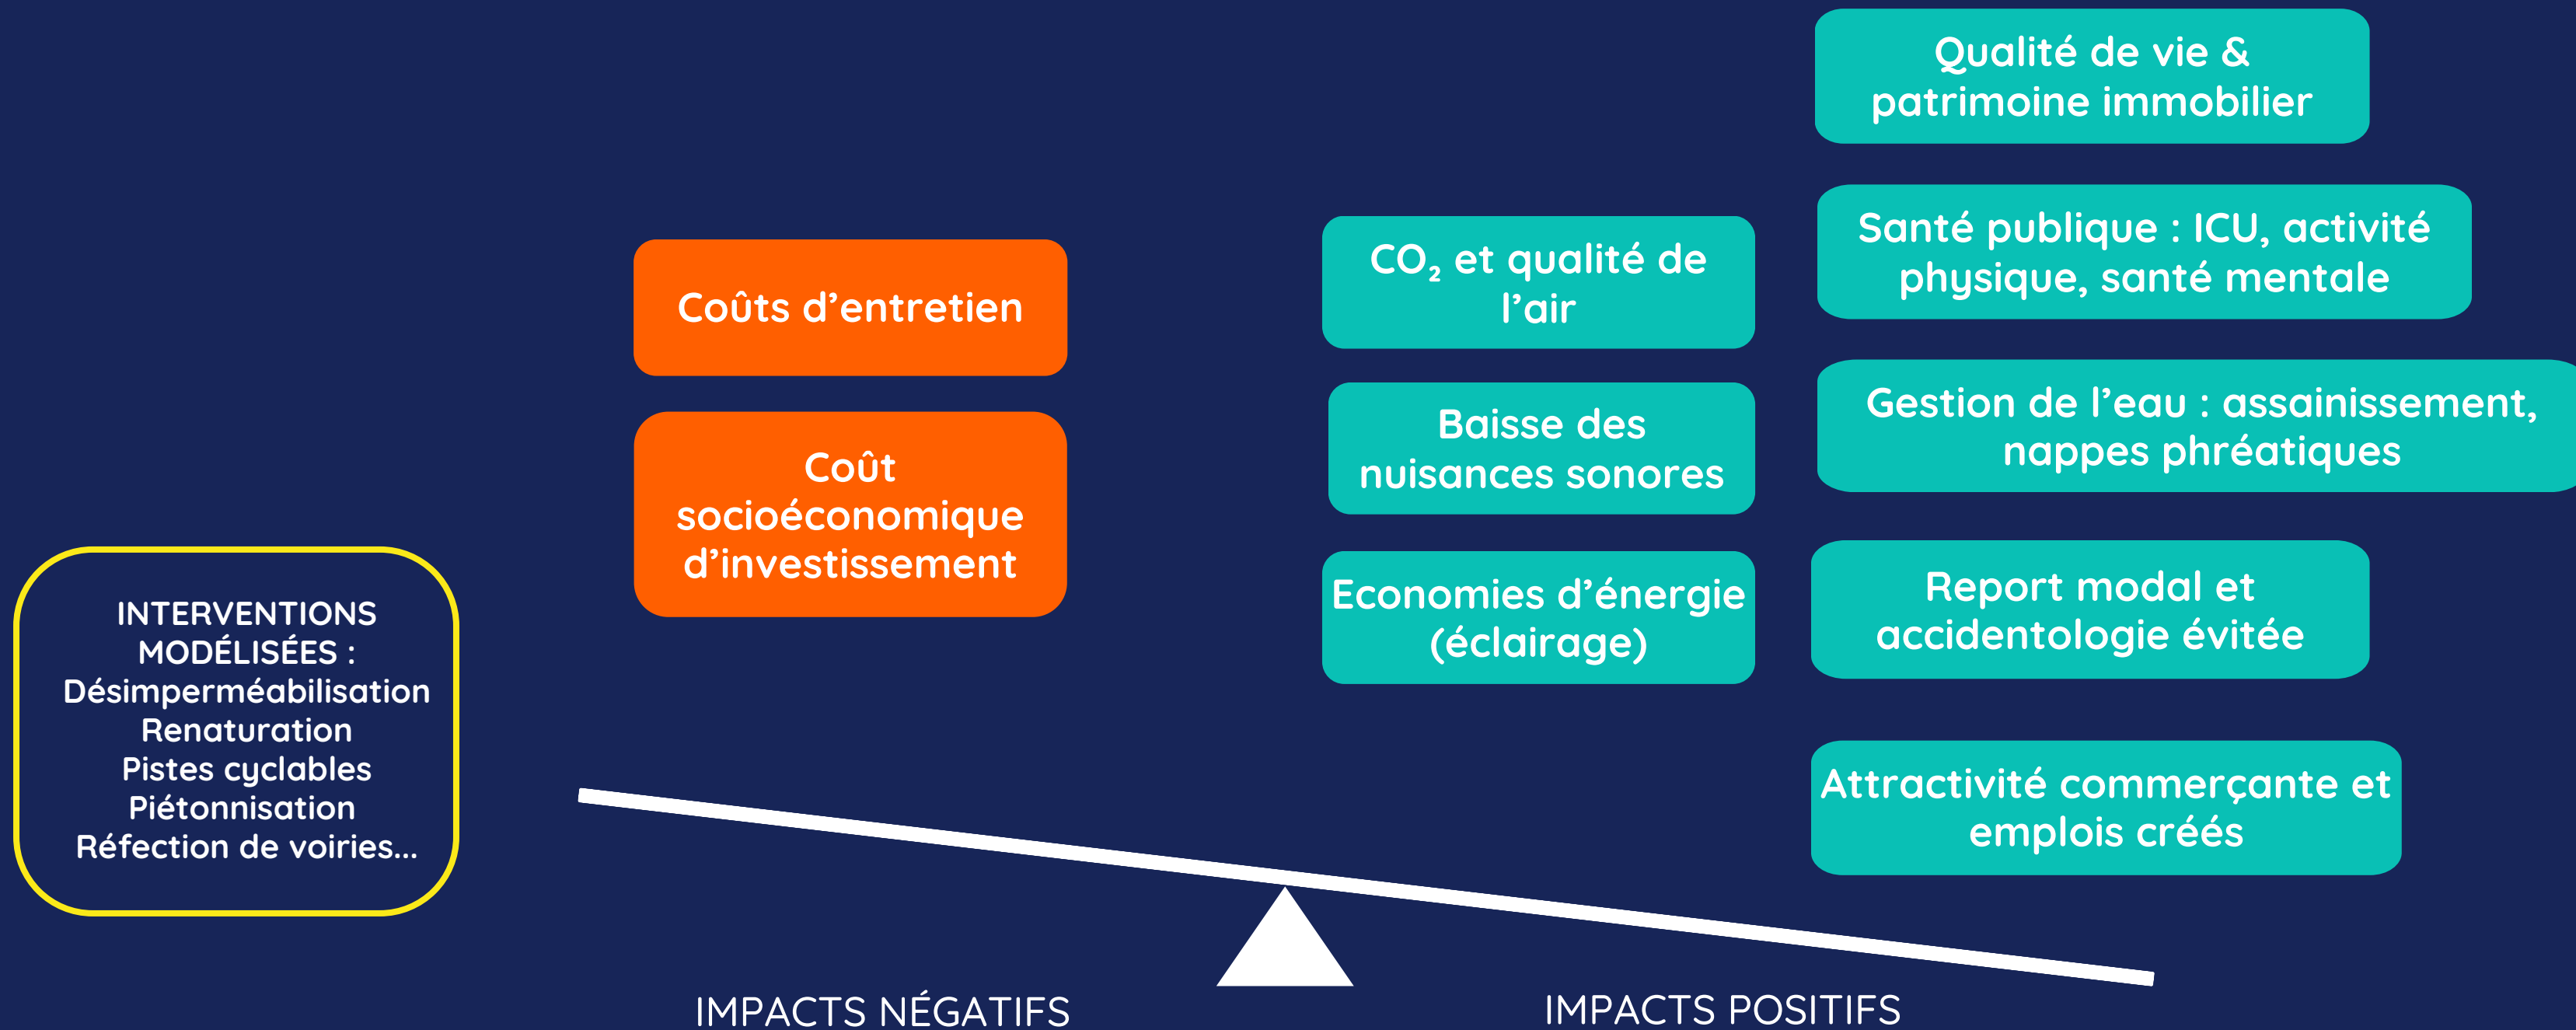 INTERVENTIONS
MODÉLISÉES :
Désimperméabilisation
Renaturation
Pistes cyclables
Piétonnisation
Réfection de voiries...
Coûts d’entretien
Coût
socioéconomique
d’investissement
IMPACTS NÉGATIFS
CO₂ et qualité de
l’air
Baisse des
nuisances sonores
Economies d’énergie
(éclairage)
Qualité de vie &
patrimoine immobilier
Santé publique : ICU, activité
physique, santé mentale
Gestion de l’eau : assainissement,
nappes phréatiques
Report modal et
accidentologie évitée
Attractivité commerçante et
emplois créés
IMPACTS POSITIFS